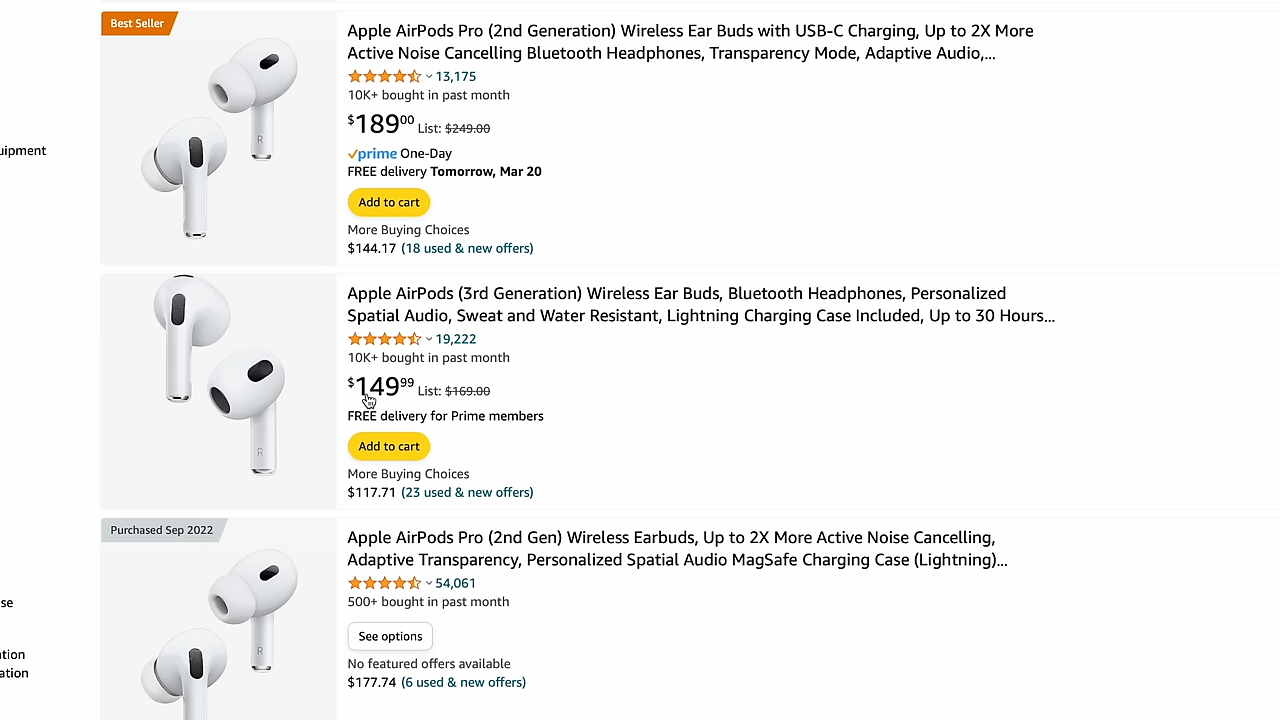 Best Seller
Apple AirPods Pro (2nd Generation) Wireless Ear Buds with USB-C Charging, Up to 2X More
Active Noise Cancelling Bluetooth Headphones, Transparency Mode, Adaptive Audio,...
13,175
10K+ bought in past month
$18900 List: $249.00
prime One-Day
FREE delivery Tomorrow, Mar 20
Add to cart
More Buying Choices
$144.17 (18 used & new offers)
uipment
R
Apple AirPods (3rd Generation) Wireless Ear Buds, Bluetooth Headphones, Personalized
Spatial Audio, Sweat and Water Resistant, Lightning Charging Case Included, Up to 30 Hours...
19,222
10K+ bought in past month
$14999 List: $169.00
FREE delivery for Prime members
Add to cart
More Buying Choices
$117.71 (23 used & new offers)
R
Purchased Sep 2022
Apple AirPods Pro (2nd Gen) Wireless Earbuds, Up to 2X More Active Noise Cancelling,
Adaptive Transparency, Personalized Spatial Audio MagSafe Charging Case (Lightning)...
54,061
500+ bought in past month
See options
No featured offers available
$177.74 (6 used & new offers)
R
se
tion
ation